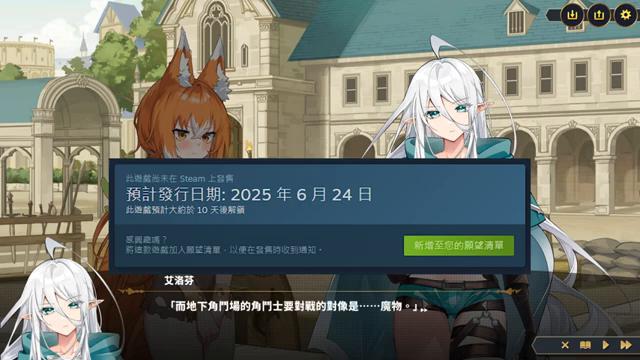 此遊戲尚未在 Steam 上發售
預計發行日期: 2025 年 6 月 24 日
此遊戲預計大約於 10 天後解鎖
感興趣嗎？
將這款遊戲加入願望清單，以便在發售時收到通知。
新增至您的願望清單
艾洛芬
「而地下角鬥場的角鬥士要對戰的對像是……魔物。」